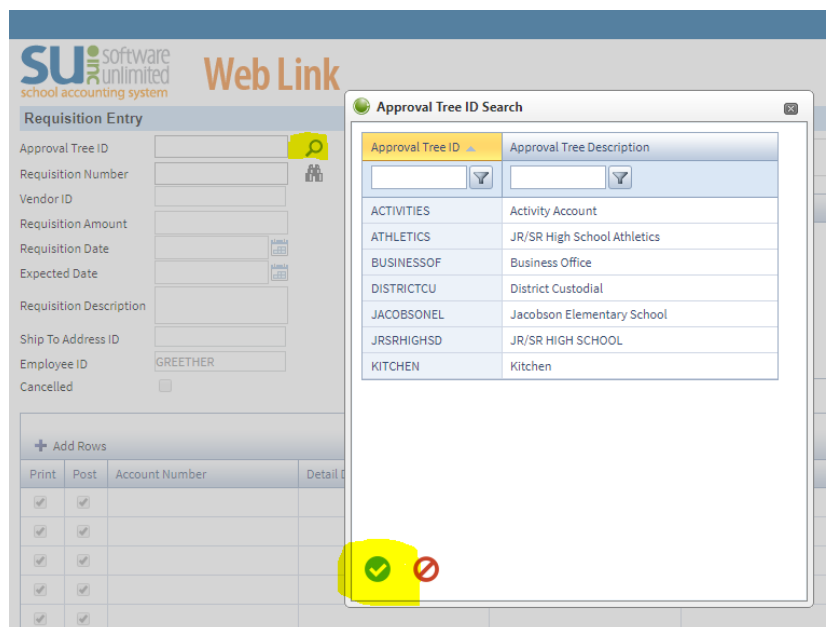 SU inc software unlimited
school accounting system
Web Link
Requisition Entry
Approval Tree ID
Requisition Number
Vendor ID
Requisition Amount
Requisition Date
Expected Date
Requisition Description
Ship To Address ID
Employee ID GREETHER
Cancelled
Add Rows
Print Post Account Number Detail
Approval Tree ID Search
Approval Tree ID Approval Tree Description
ACTIVITIES Activity Account
ATHLETICS JR/SR High School Athletics
BUSINESSOF Business Office
DISTRICTCU District Custodial
JACOBSONEL Jacobson Elementary School
JRSRHIGHSD JR/SR HIGH SCHOOL
KITCHEN Kitchen